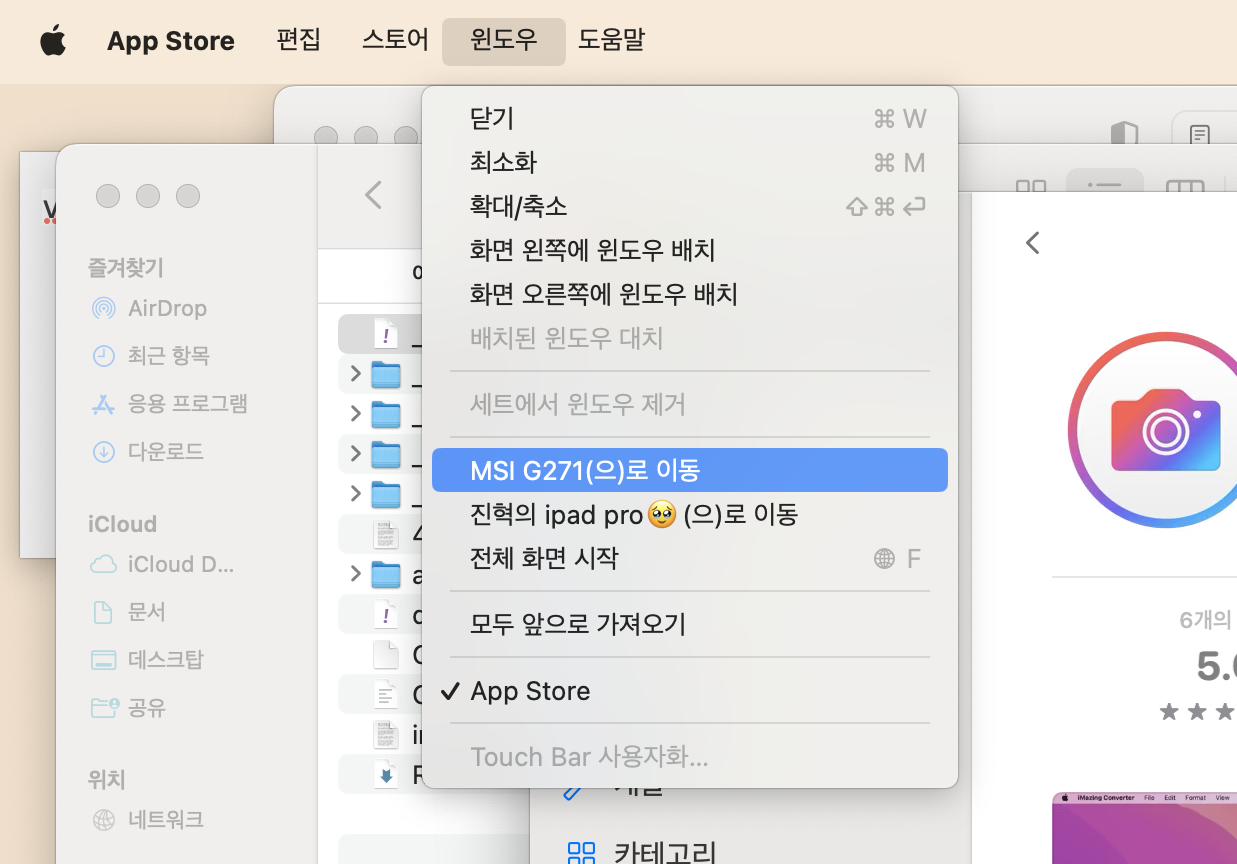 App Store 편집 스토어 윈도우 도움말
닫기 ⌘ W
최소화 ⌘ M
확대/축소 ⇧ ⌘ ↩
화면 왼쪽에 윈도우 배치
화면 오른쪽에 윈도우 배치
배치된 윈도우 대치
세트에서 윈도우 제거
MSI G271(으)로 이동
진혁의 ipad pro🥹 (으)로 이동
전체 화면 시작 F
모두 앞으로 가져오기
✓ App Store
Touch Bar 사용자화...
즐겨찾기
AirDrop
최근 항목
응용 프로그램
다운로드
iCloud
iCloud D...
문서
데스크탑
공유
위치
네트워크
카테고리
6개의
5.
iMazing Converter File Edit Format View